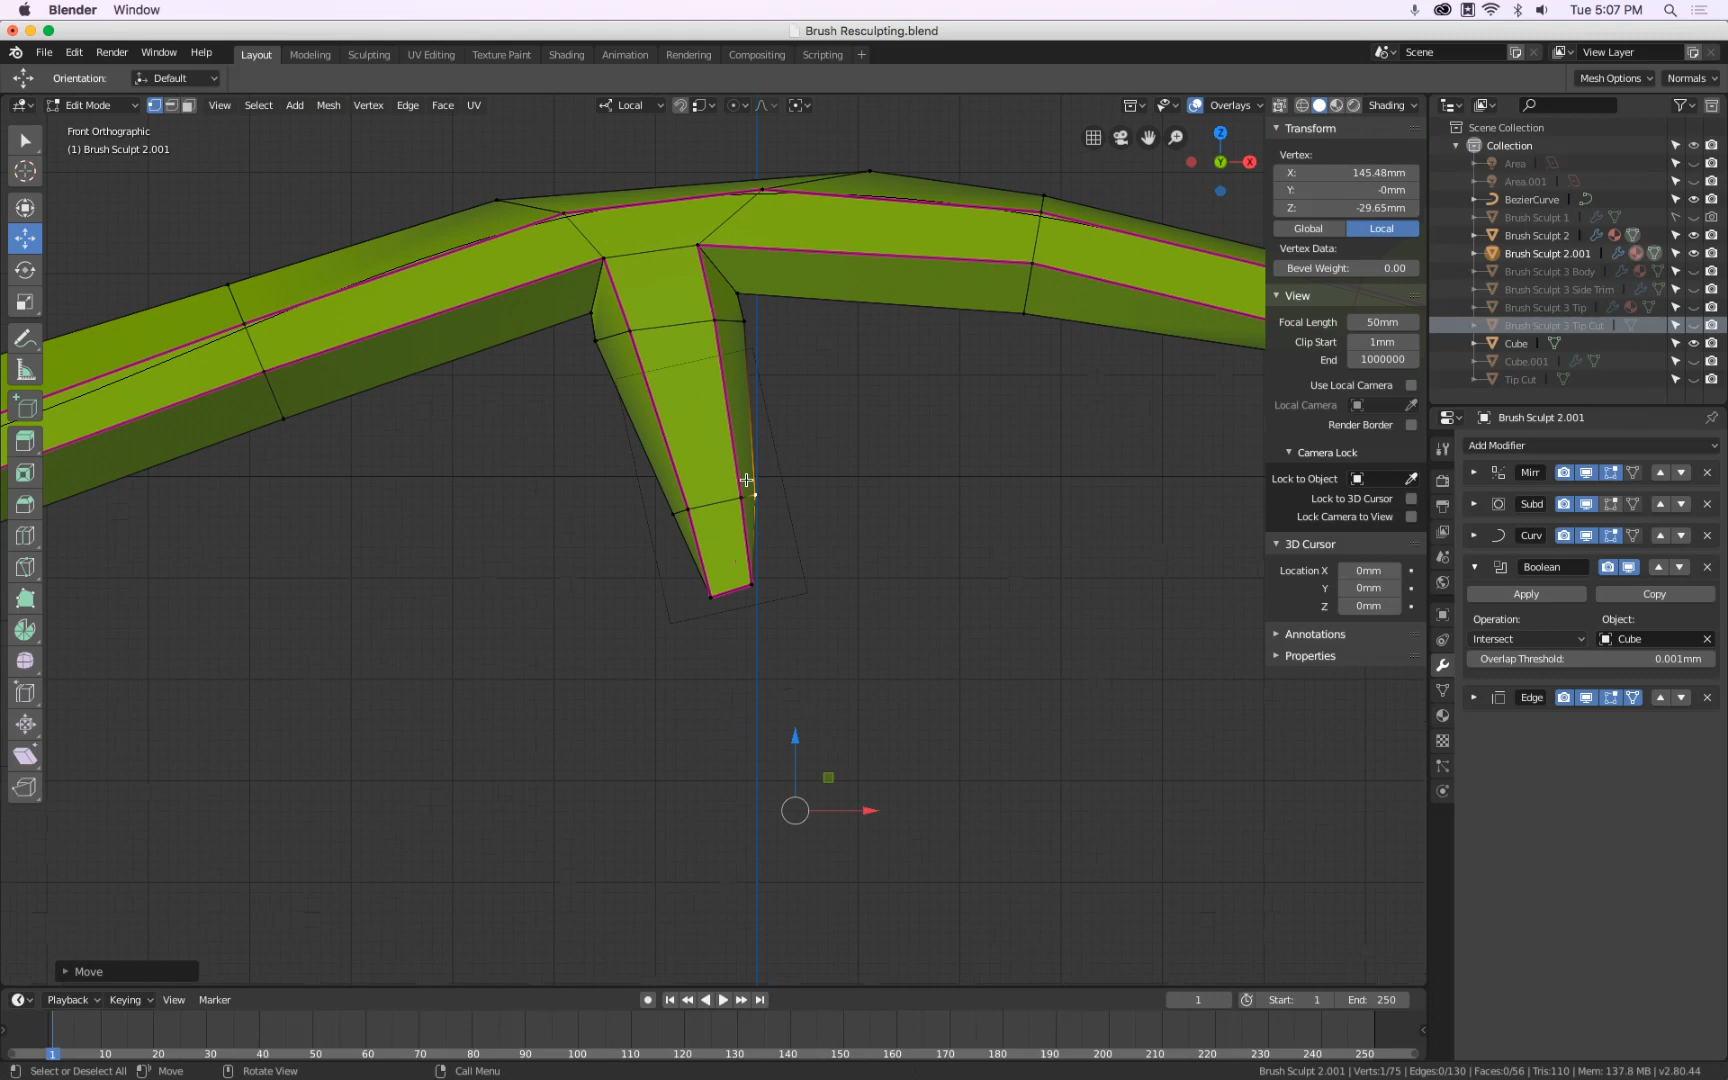 Blender Window Tue 5:07 PM
Brush Resculpting.blend
File Edit Render Window Help Layout Modeling Sculpting UV Editing Texture Paint Shading Animation Rendering Compositing Scripting + Scene View Layer
Orientation: Default Mesh Options Normals
Edit Mode View Select Add Mesh Vertex Edge Face UV Local Overlays Shading
Front Orthographic
(1) Brush Sculpt 2.001
Z
Y
X
Transform
Vertex:
X: 145.48mm
Y: -0mm
Z: -29.65mm
Global Local
Vertex Data:
Bevel Weight: 0.00
View
Focal Length 50mm
Clip Start 1mm
End 1000000
Use Local Camera
Local Camera
Render Border
Camera Lock
Lock to Object
Lock to 3D Cursor
Lock Camera to View
3D Cursor
Location X 0mm
Y 0mm
Z 0mm
Annotations
Properties
Scene Collection
Collection
Area
Area.001
BezierCurve
Brush Sculpt 1
Brush Sculpt 2
Brush Sculpt 2.001
Brush Sculpt 3 Body
Brush Sculpt 3 Side Trim
Brush Sculpt 3 Tip
Brush Sculpt 3 Tip Cut
Cube
Cube.001
Tip Cut
Brush Sculpt 2.001
Add Modifier
Mirr
Subd
Curv
Boolean
Apply Copy
Operation: Object:
Intersect Cube
Overlap Threshold: 0.001mm
Edge
Move
Playback Keying View Marker 1 Start: 1 End: 250
1 10 20 30 40 50 60 70 80 90 100 110 120 130 140 150 160 170 180 190 200 210 220 230 240 250
Select or Deselect All Move Rotate View Call Menu Brush Sculpt 2.001 | Verts:1/75 | Edges:0/130 | Faces:0/56 | Tris:110 | Mem: 137.8 MB | v2.80.44